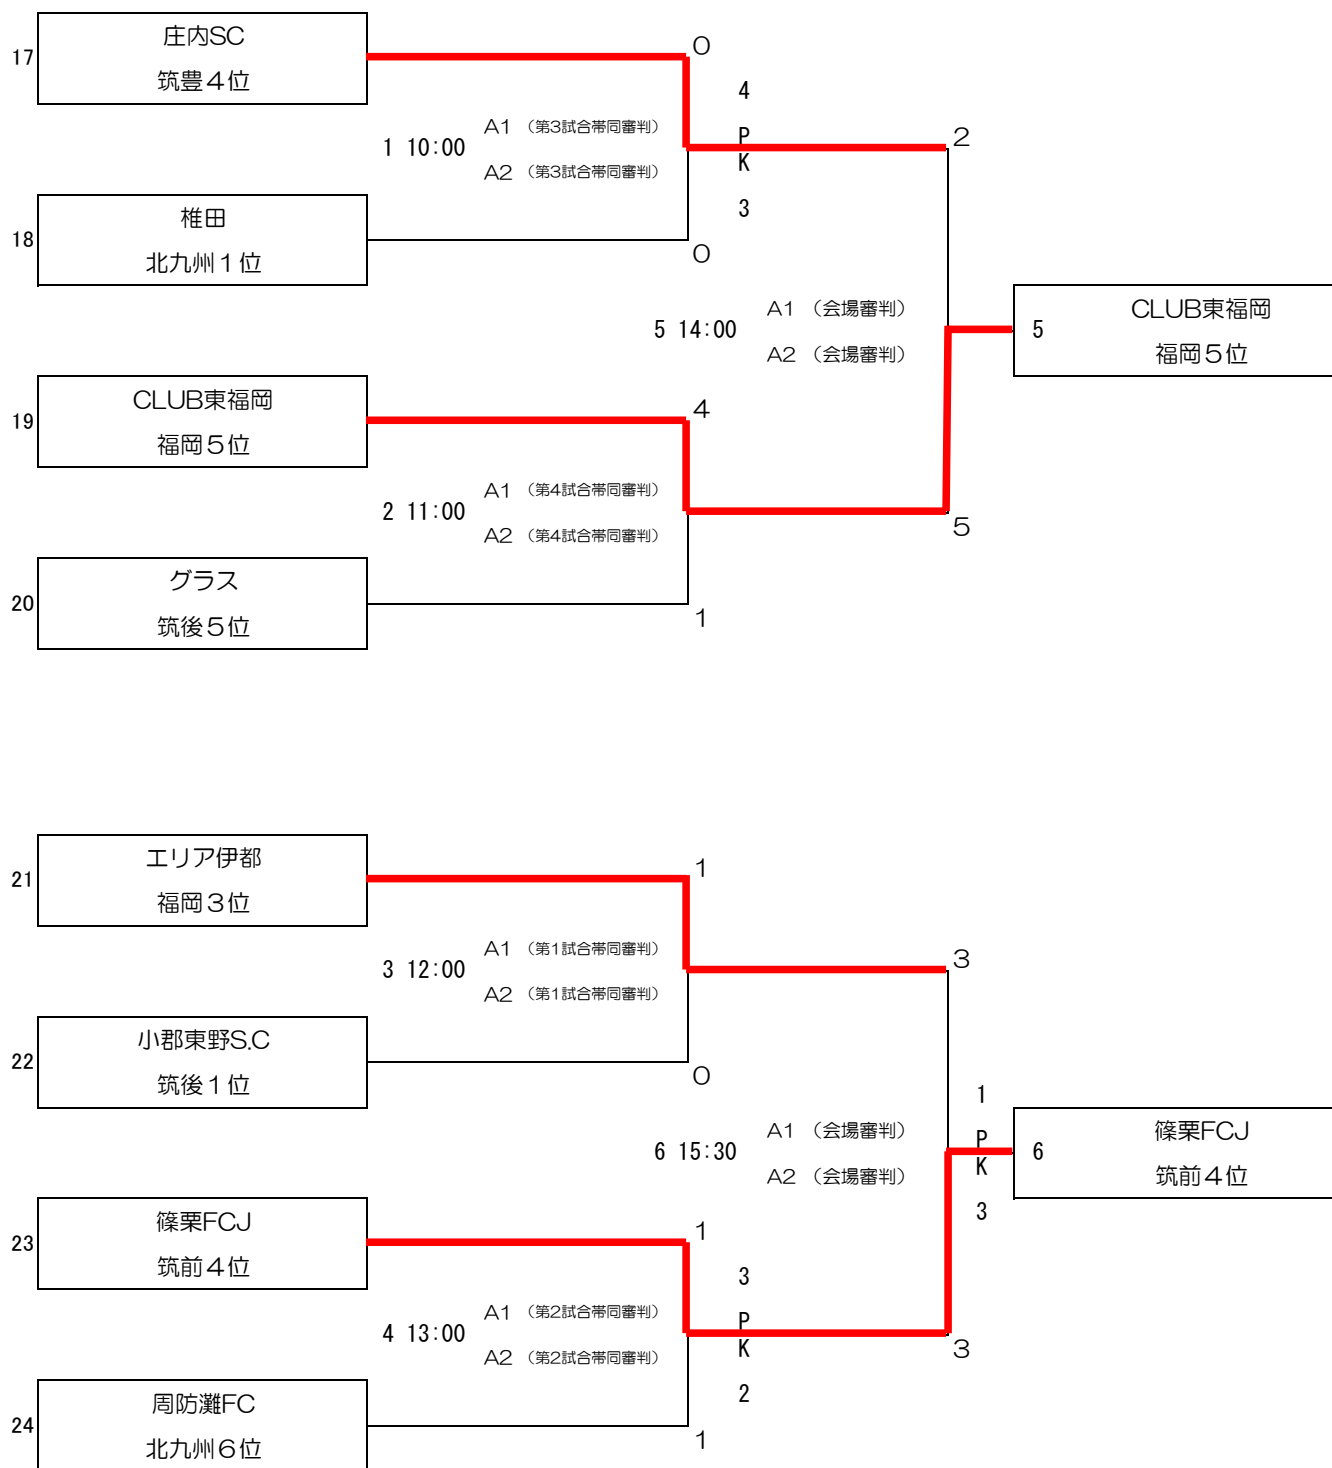 17
庄内SC
筑豊４位
0
4
PK
3
1 10:00
A1 （第3試合帯同審判）
A2 （第3試合帯同審判）
2
18
椎田
北九州１位
0
5 14:00
A1 （会場審判）
A2 （会場審判）
5
CLUB東福岡
福岡５位
19
CLUB東福岡
福岡５位
4
2 11:00
A1 （第4試合帯同審判）
A2 （第4試合帯同審判）
5
20
グラス
筑後５位
1
21
エリア伊都
福岡３位
1
3 12:00
A1 （第1試合帯同審判）
A2 （第1試合帯同審判）
3
22
小郡東野S.C
筑後１位
0
6 15:30
A1 （会場審判）
A2 （会場審判）
1
PK
3
6
篠栗FCJ
筑前４位
23
篠栗FCJ
筑前４位
1
3
PK
2
4 13:00
A1 （第2試合帯同審判）
A2 （第2試合帯同審判）
3
24
周防灘FC
北九州６位
1